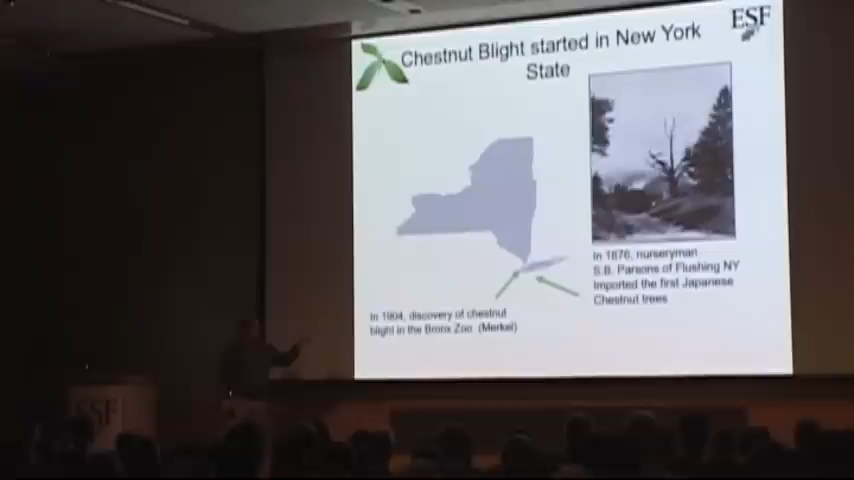 Chestnut Blight started in New York
State
ESF
In 1876, nurseryman
S.B. Parsons of Flushing NY
Imported the first Japanese
Chestnut trees
In 1904, discovery of chestnut
blight in the Bronx Zoo (Merkel)
ESF